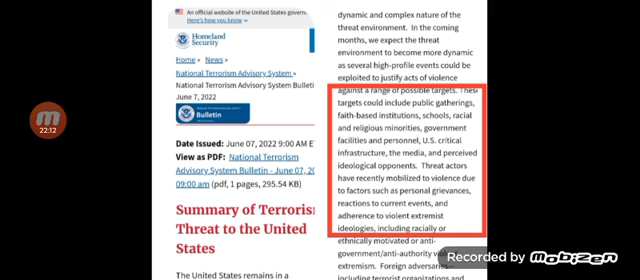 An official website of the United States govern
Here's how you know
Homeland
Security
Home » News »
National Terrorism Advisory System »
National Terrorism Advisory System Bulleti
June 7, 2022
Bulletin
Date Issued: June 07, 2022 9:00 AM E
View as PDF: National Terrorism
Advisory System Bulletin - June 07, 20
09:00 am (pdf, 1 pages, 295.54 KB)
Summary of Terroris
Threat to the United
States
The United States remains in a
dynamic and complex nature of the
threat environment. In the coming
months, we expect the threat
environment to become more dynamic
as several high-profile events could be
exploited to justify acts of violence
against a range of possible targets. These
targets could include public gatherings,
faith-based institutions, schools, racial
and religious minorities, government
facilities and personnel, U.S. critical
infrastructure, the media, and perceived
ideological opponents. Threat actors
have recently mobilized to violence due
to factors such as personal grievances,
reactions to current events, and
adherence to violent extremist
ideologies, including racially or
ethnically motivated or anti-
government/anti-authority
extremism. Foreign adversaries
including terrorist organizations and
22:12
Recorded by mobizen